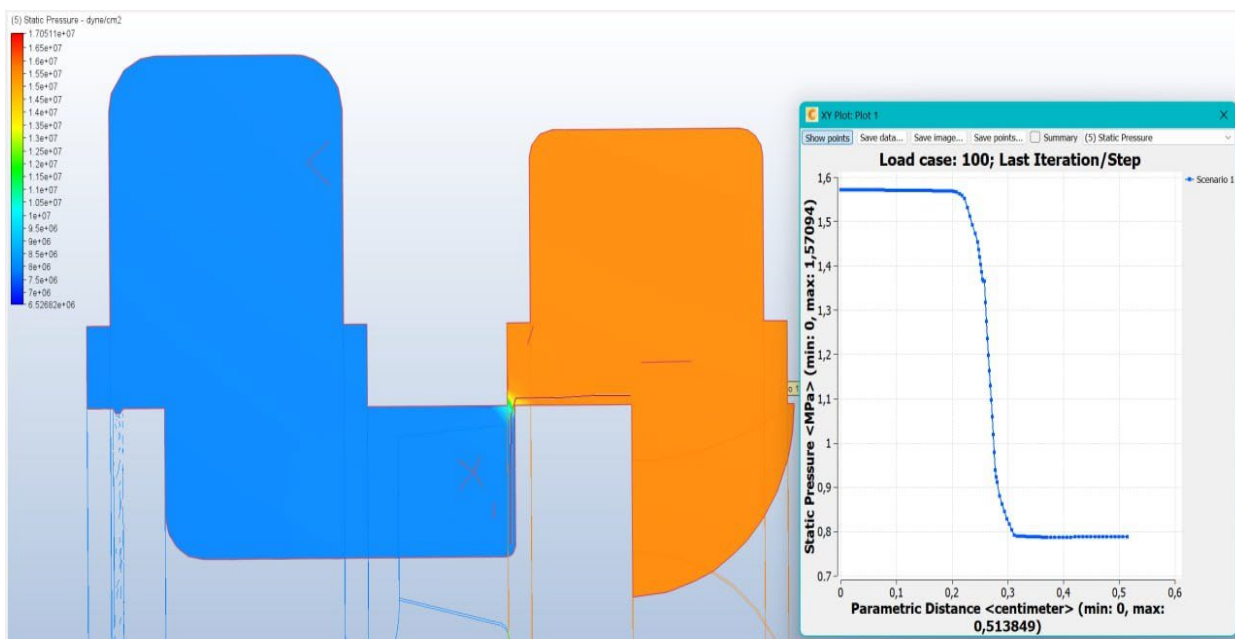 (5) Static Pressure - dyne/cm2
1.70511e+07
1.65e+07
1.6e+07
1.55e+07
1.5e+07
1.45e+07
1.4e+07
1.35e+07
1.3e+07
1.25e+07
1.2e+07
1.15e+07
1.1e+07
1.05e+07
1e+07
9.5e+06
9e+06
8.5e+06
8e+06
7.5e+06
7e+06
6.52682e+06
o 1
XY Plot: Plot 1
X
Show points Save data... Save image... Save points... Summary (5) Static Pressure
Load case: 100; Last Iteration/Step
Scenario 1
Static Pressure <MPa> (min: 0, max: 1,57094)
1,6
1,5
1,4
1,3
1,2
1,1
1
0,9
0,8
0,7
0 0,1 0,2 0,3 0,4 0,5 0,6
Parametric Distance <centimeter> (min: 0, max:
0,513849)